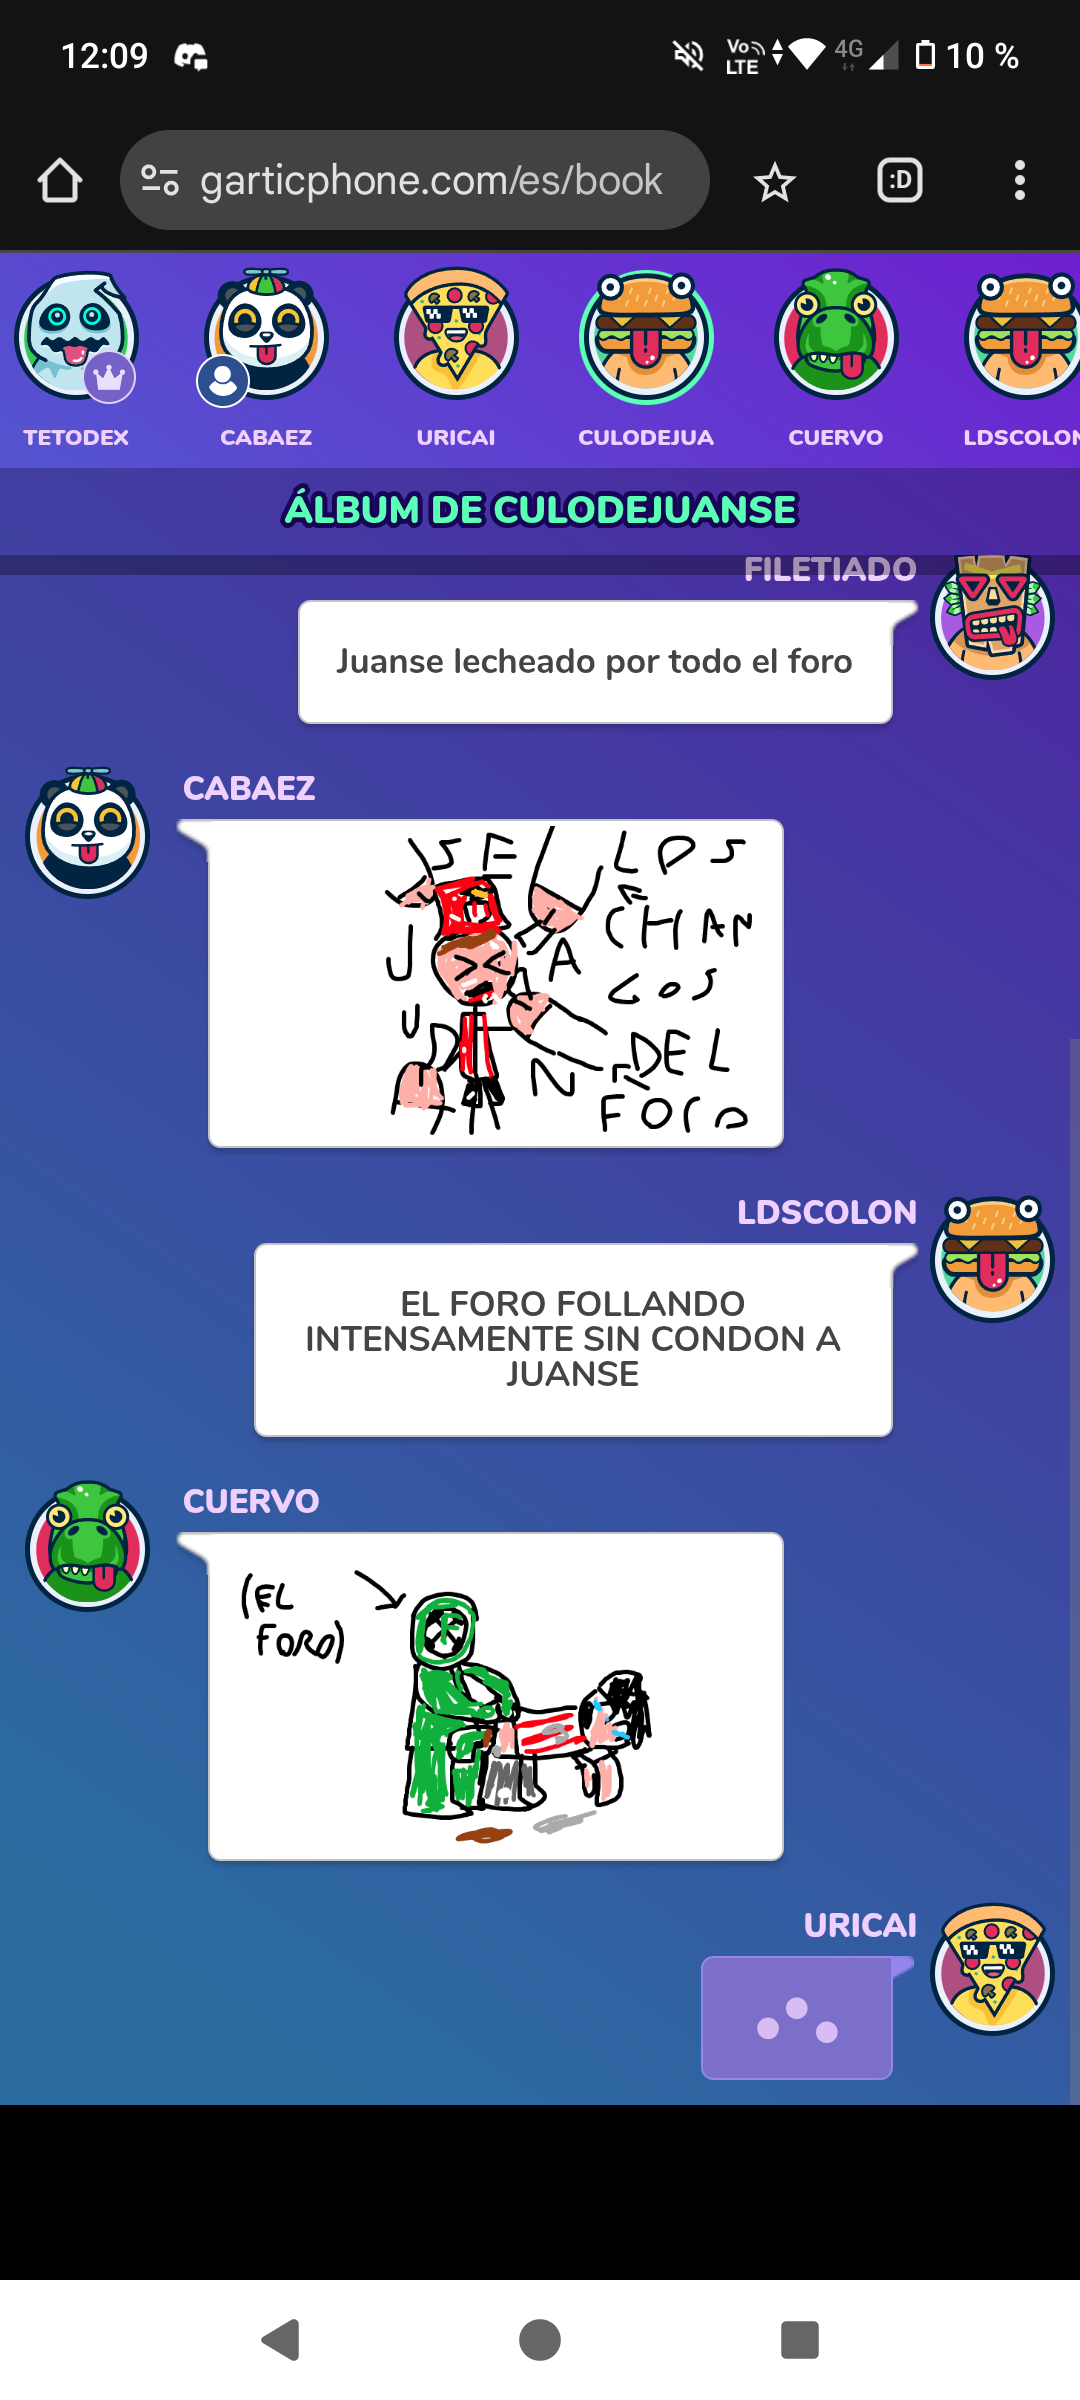 12:09
Vo
LTE
4G
10 %
garticphone.com/es/book
:D
TETODEX
CABAEZ
URICAI
CULODEJUA
CUERVO
LDSCOLON
ÁLBUM DE CULODEJUANSE
FILETIADO
Juanse lecheado por todo el foro
CABAEZ
SE LOS
CHAN
J A
LOS
U
DEL
N
FORO
LDSCOLON
EL FORO FOLLANDO
INTENSAMENTE SIN CONDON A
JUANSE
CUERVO
(EL
FORO)
F
URICAI